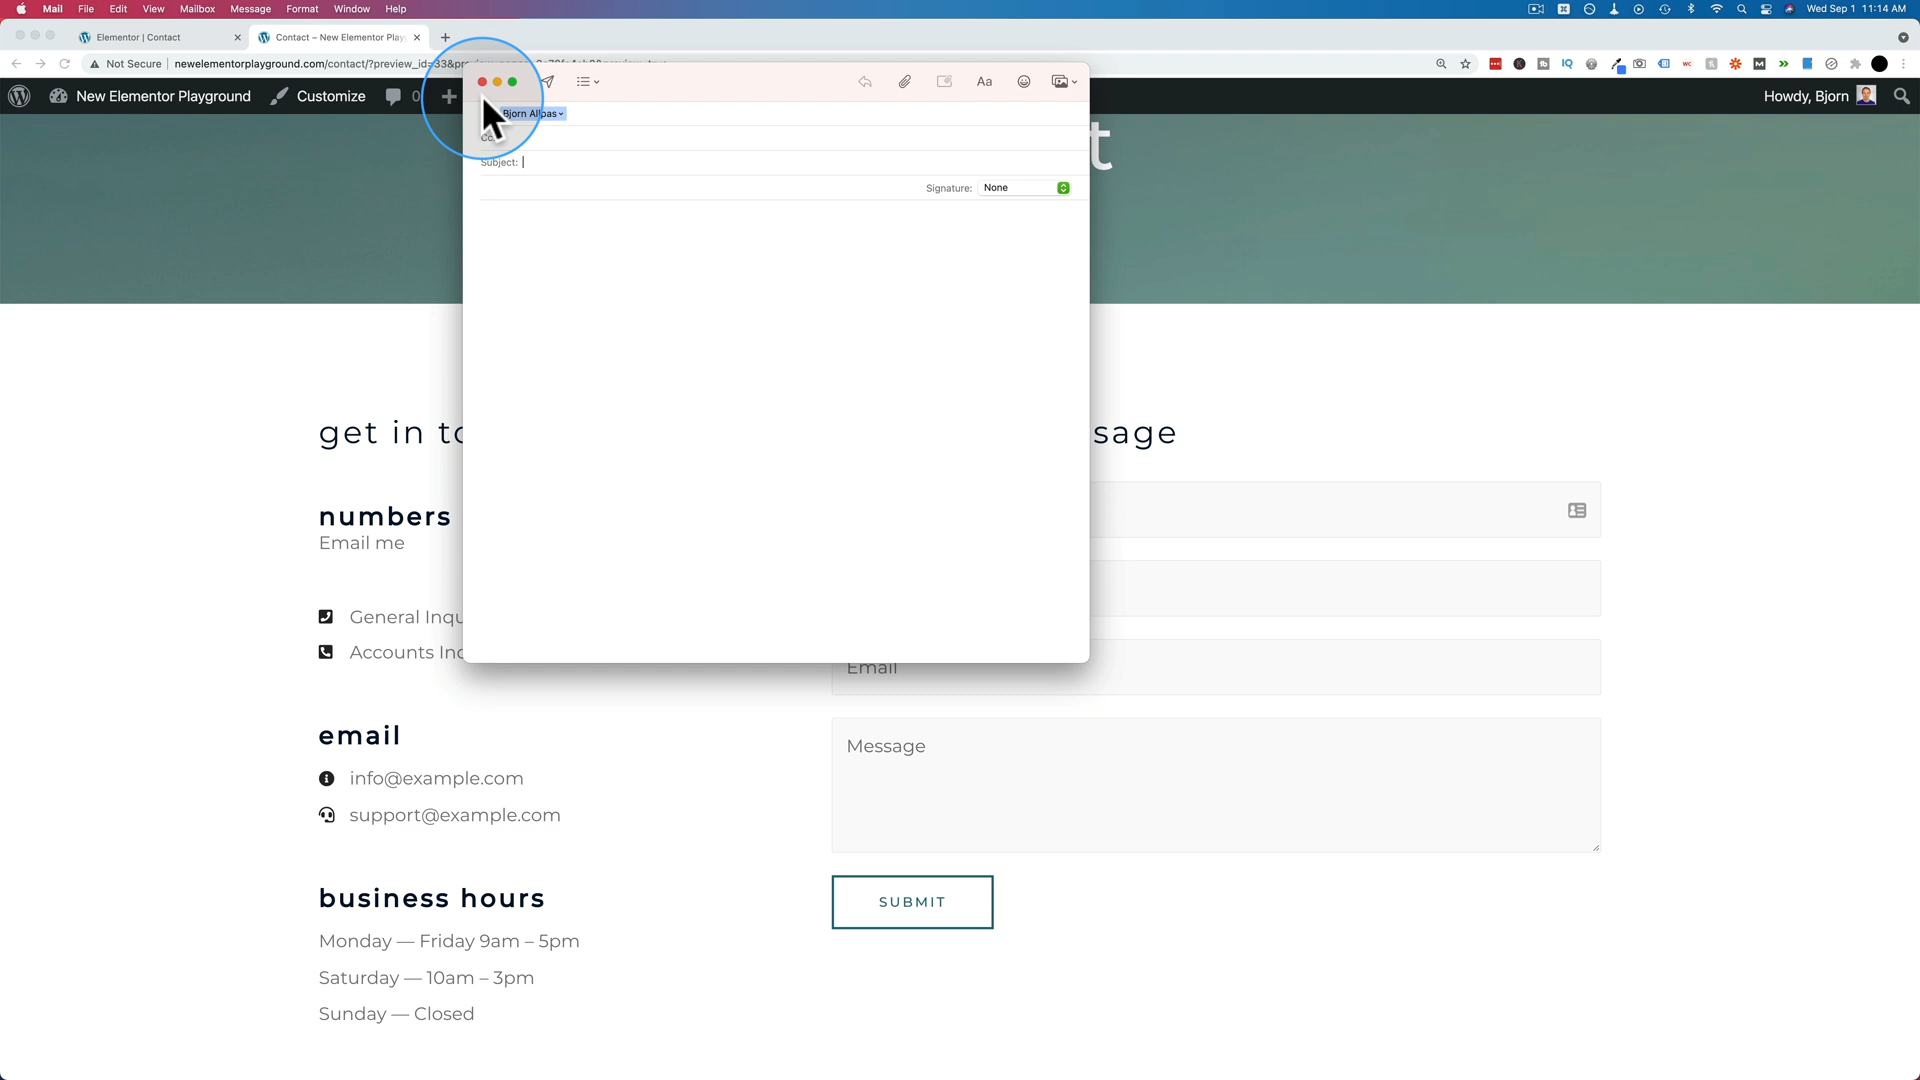 Mail File Edit View Mailbox Message Format Window Help
Wed Sep 1 11:14 AM
Elementor | Contact
Contact – New Elementor Play
Not Secure | newelementorplayground.com/contact/?preview_id=33&pr
New Elementor Playground
Customize
0
Howdy, Bjorn
Aa
Bjorn Allpas
Cc
Subject:
Signature: None
t
get in to
sage
numbers
Email me
General Inqu
Accounts Inq
Email
email
info@example.com
support@example.com
Message
SUBMIT
business hours
Monday — Friday 9am – 5pm
Saturday — 10am – 3pm
Sunday — Closed